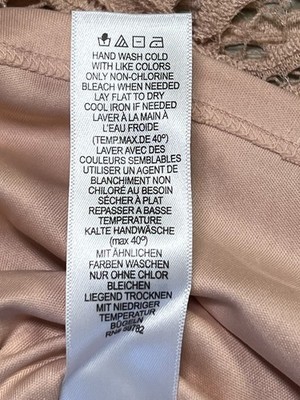 HAND WASH COLD
WITH LIKE COLORS
ONLY NON-CHLORINE
BLEACH WHEN NEEDED
LAY FLAT TO DRY
COOL IRON IF NEEDED
LAVER À LA MAIN À
L'EAU FROIDE
(TEMP.MAX.DE 40º)
LAVER AVEC DES
COULEURS SEMBLABLES
UTILISER UN AGENT DE
BLANCHIMENT NON
CHLORÉ AU BESOIN
SÉCHER À PLAT
REPASSER A BASSE
TEMPERATURE
KALTE HANDWÄSCHE
(max 40º)
MIT ÄHNLICHEN
FARBEN WASCHEN
NUR OHNE CHLOR
BLEICHEN
LIEGEND TROCKNEN
MIT NIEDRIGER
TEMPERATUR
BÜGELN
RN# 99782